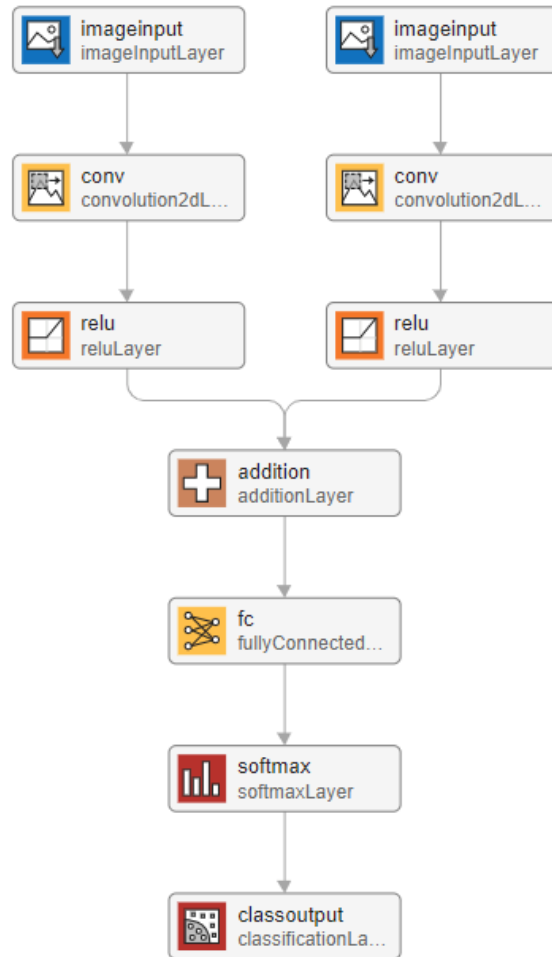 imageinput
imageInputLayer
imageinput
imageInputLayer
conv
convolution2dL...
conv
convolution2dL...
relu
reluLayer
relu
reluLayer
addition
additionLayer
fc
fullyConnected...
softmax
softmaxLayer
classoutput
classificationLa...